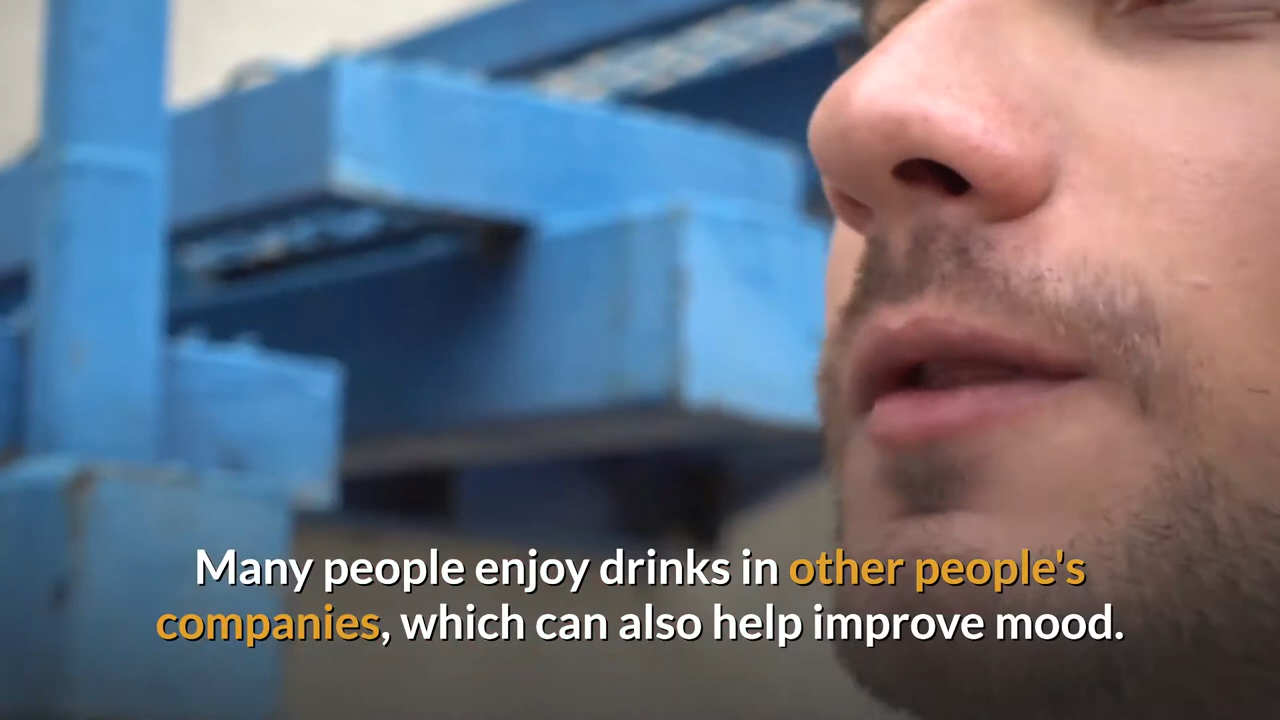 Many people enjoy drinks in other people's
companies, which can also help improve mood.